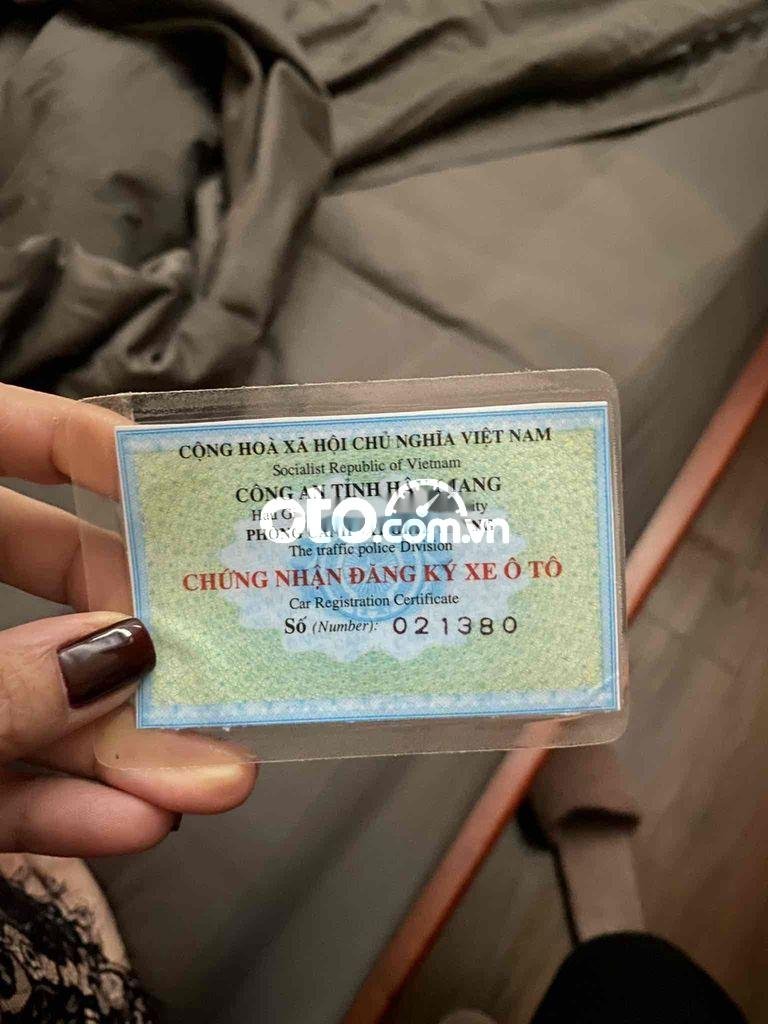 CỘNG HOÀ XÃ HỘI CHỦ NGHĨA VIỆT NAM
Socialist Republic of Vietnam
CÔNG AN TỈNH
oto.com.vn
The traffic police Division
CHỨNG NHẬN ĐĂNG KÝ XE Ô TÔ
Car Registration Certificate
Số (Number): 021380